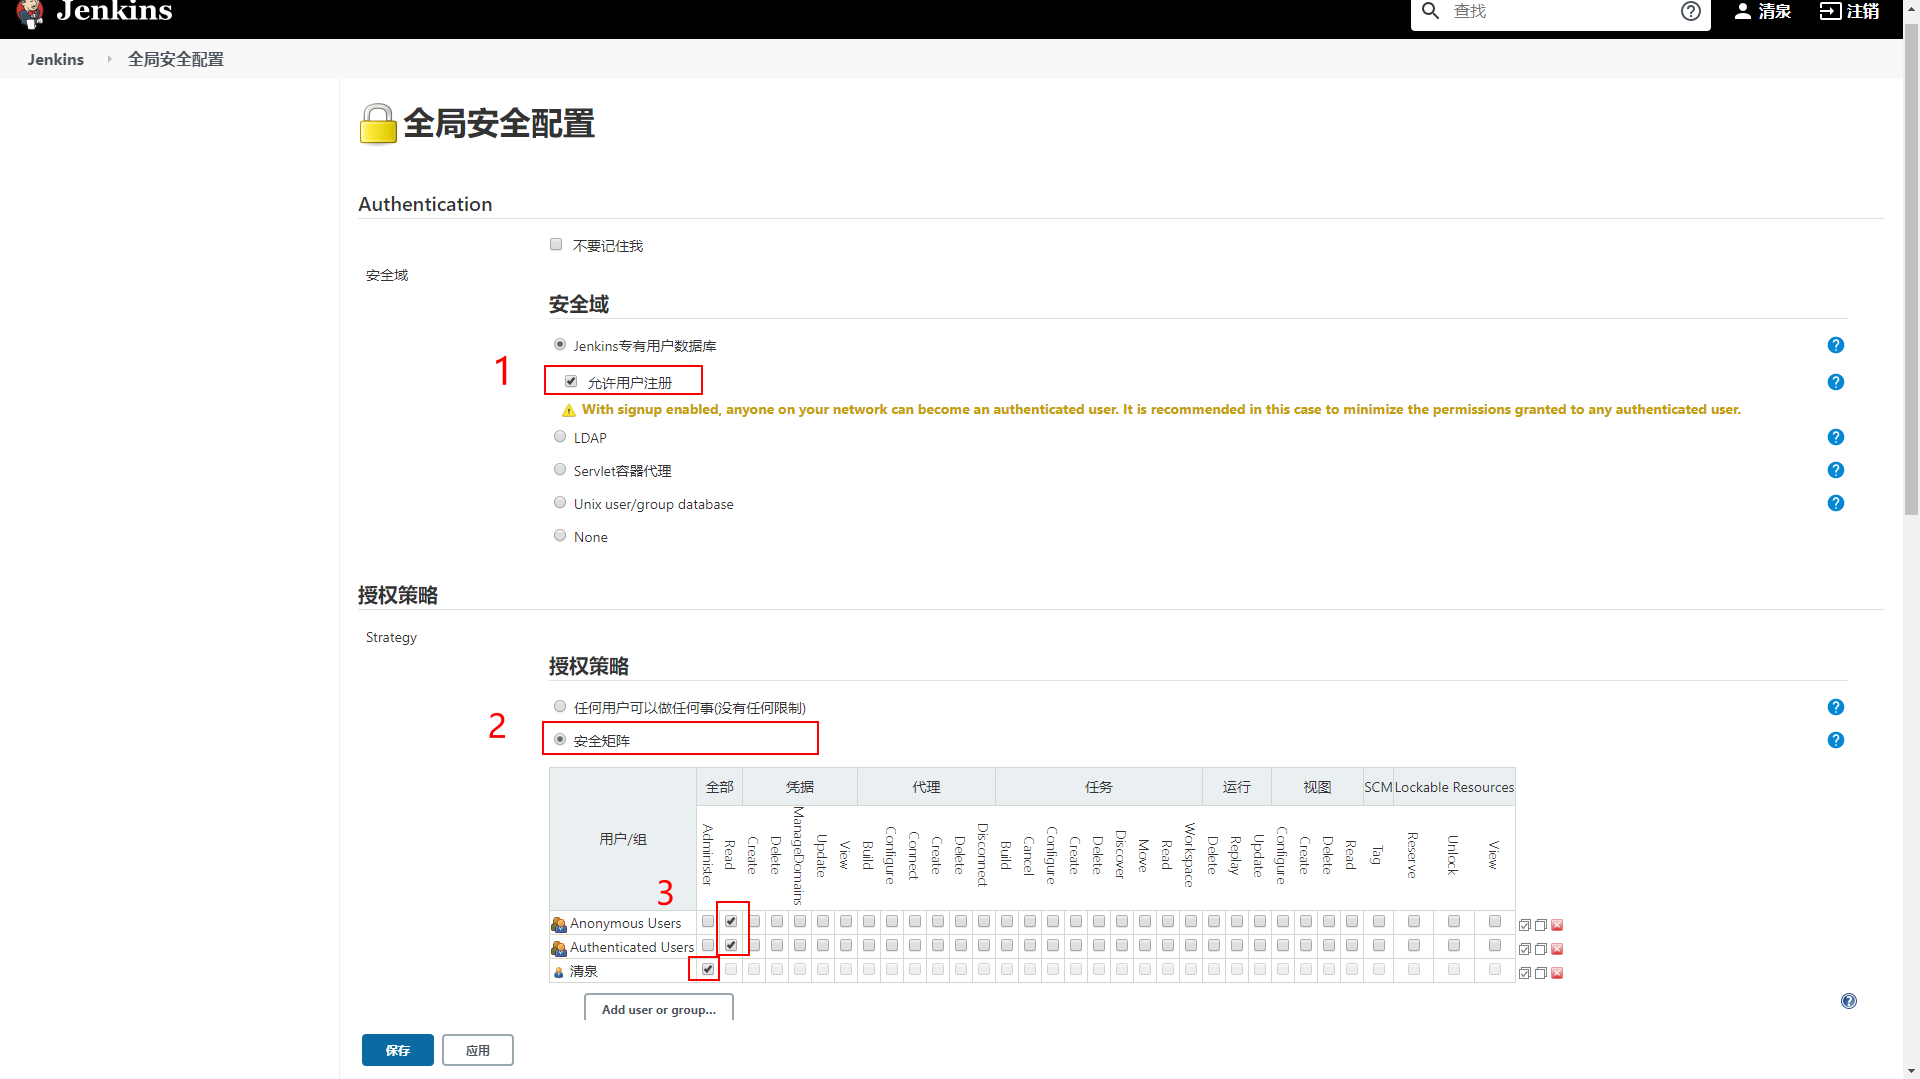 Jenkins
查找
清泉
注销
Jenkins
全局安全配置
全局安全配置
Authentication
不要记住我
安全域
安全域
Jenkins专有用户数据库
1
允许用户注册
With signup enabled, anyone on your network can become an authenticated user. It is recommended in this case to minimize the permissions granted to any authenticated user.
LDAP
Servlet容器代理
Unix user/group database
None
授权策略
Strategy
授权策略
任何用户可以做任何事(没有任何限制)
2
安全矩阵
用户/组 全部 凭据 代理 任务 运行 视图 SCM Lockable Resources
Administer Read Create Delete ManageDomains Update View Build Configure Connect Create Delete Disconnect Build Cancel Configure Create Delete Discover Move Read Workspace Delete Replay Update Configure Create Delete Read Tag Reserve Unlock View
3
Anonymous Users
Authenticated Users
清泉
Add user or group...
保存
应用